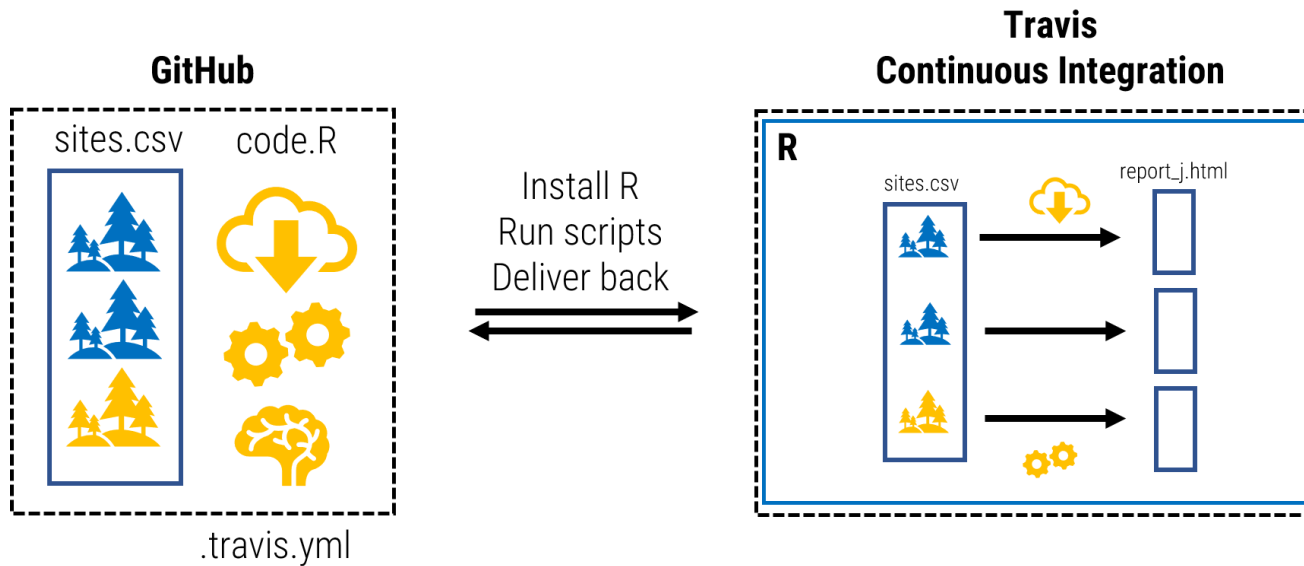 GitHub
sites.csv
code.R
.travis.yml
Install R
Run scripts
Deliver back
Travis
Continuous Integration
R
sites.csv
report_j.html